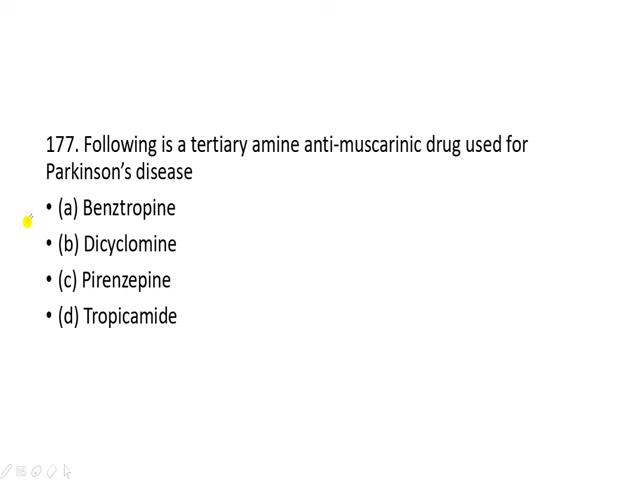 177. Following is a tertiary amine anti-muscarinic drug used for
Parkinson’s disease
• (a) Benztropine
• (b) Dicyclomine
• (c) Pirenzepine
• (d) Tropicamide